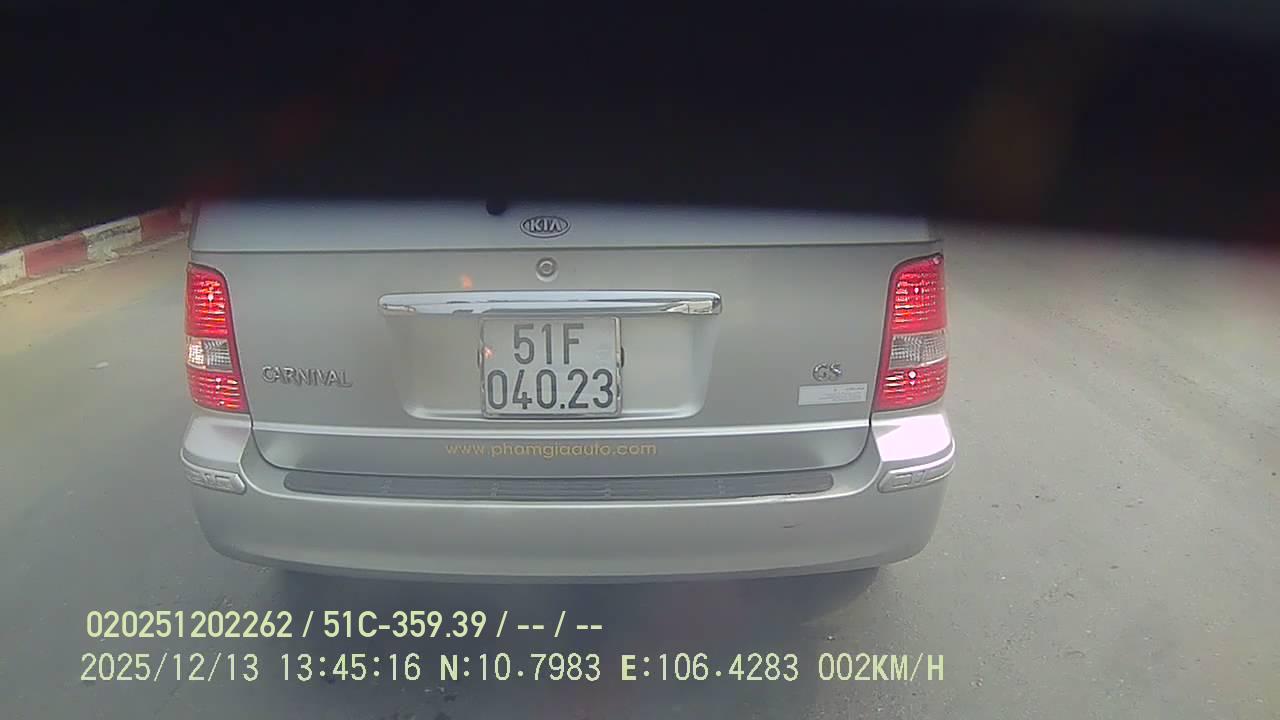 KIA
51F
040.23
CARNIVAL
GS
www.phamgiaauto.com
020251202262 / 51C-359.39 / -- / --
2025/12/13 13:45:16 N:10.7983 E:106.4283 002KM/H